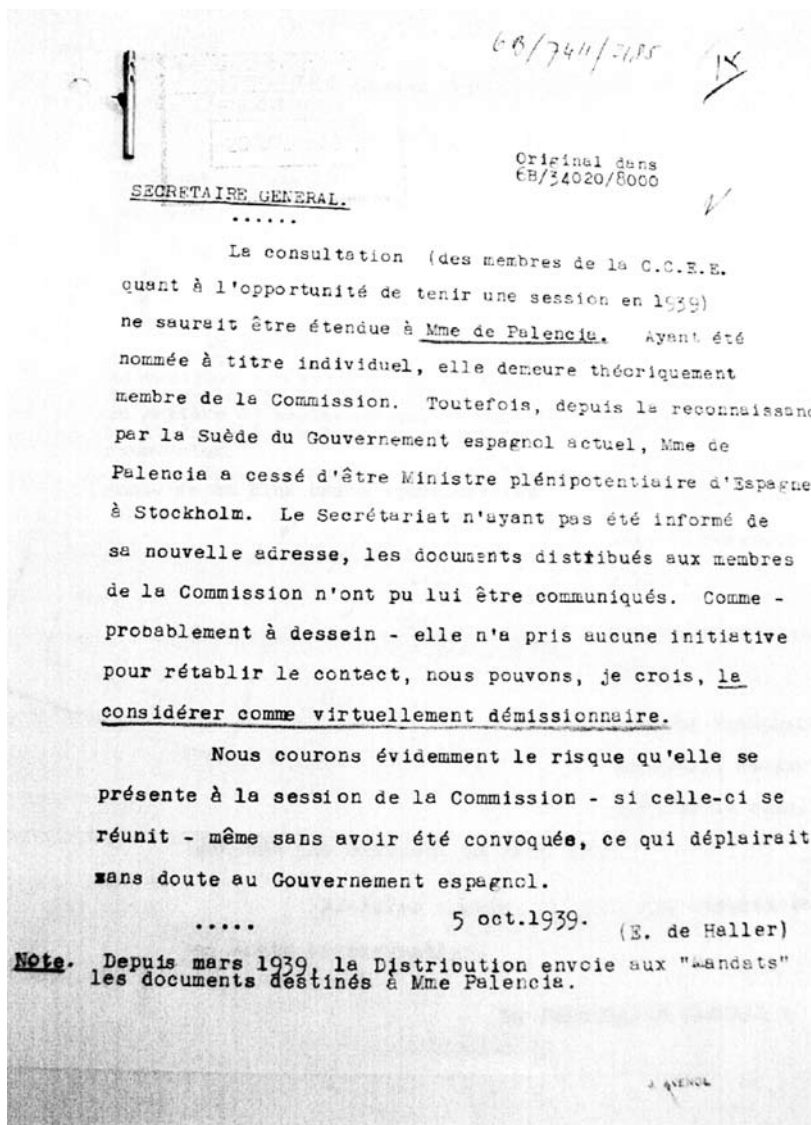 6B/7411/2185
Original dans
6B/34020/8000
SECRETAIRE GENERAL.
......
La consultation (des membres de la C.C.E.E.
quant à l'opportunité de tenir une session en 1939)
ne saurait être étendue à Mme de Palencia. Ayant été
nommée à titre individuel, elle demeure théoriquement
membre de la Commission. Toutefois, depuis la reconnaissanc
par la Suède du Gouvernement espagnol actuel, Mme de
Palencia a cessé d'être Ministre plénipotentiaire d'Espagne
à Stockholm. Le Secrétariat n'ayant pas été informé de
sa nouvelle adresse, les documents distibués aux membres
de la Commission n'ont pu lui être communiqués. Comme -
probablement à dessein - elle n'a pris aucune initiative
pour rétablir le contact, nous pouvons, je crois, la
considérer comme virtuellement démissionnaire.
Nous courons évidemment le risque qu'elle se
présente à la session de la Commission - si celle-ci se
réunit - même sans avoir été convoquée, ce qui déplairait
sans doute au Gouvernement espagnol.
.....
5 oct.1939.
(E. de Haller)
Note. Depuis mars 1939, la Distribution envoie aux "Mandats"
les documents destinés à Mme Palencia.
J. AVENOL